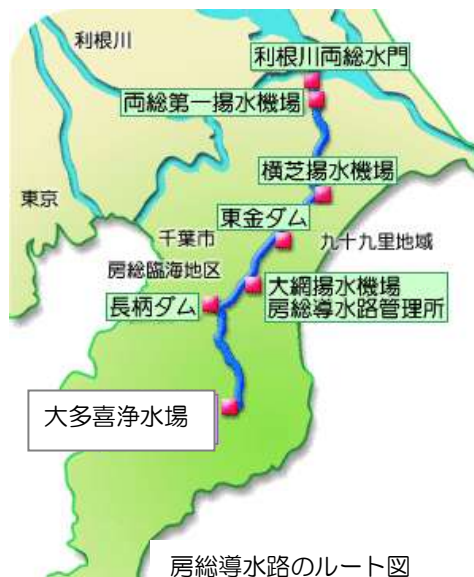 利根川
利根川両総水門
両総第一揚水機場
横芝揚水機場
東京
東金ダム
千葉市
九十九里地域
房総臨海地区
大網揚水機場
房総導水路管理所
長柄ダム
大多喜浄水場
房総導水路のルート図